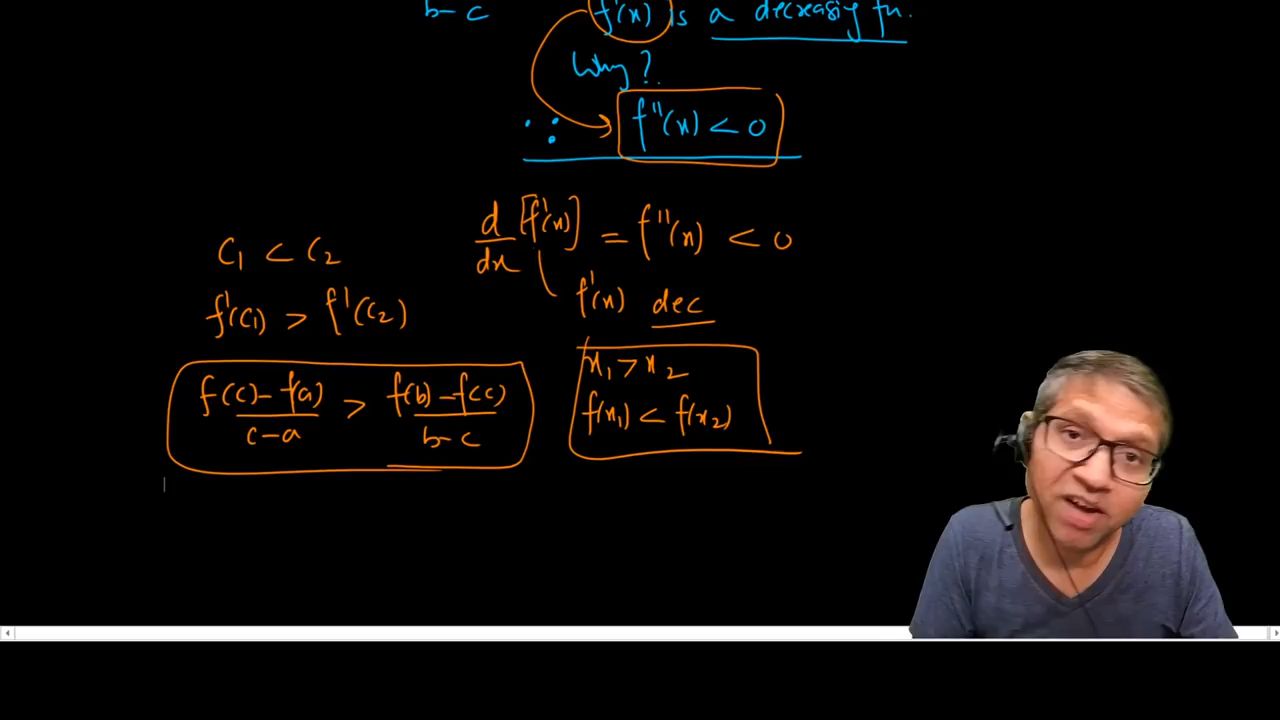 b-c f'(x) is a decreasing fn.
Why?
∴ f''(x) < 0
d/dx [f'(x)] = f''(x) < 0
f'(x) dec
x₁ > x₂
f(x₁) < f(x₂)
c₁ < c₂
f'(c₁) > f'(c₂)
f(c)-f(a)/c-a > f(b)-f(c)/b-c